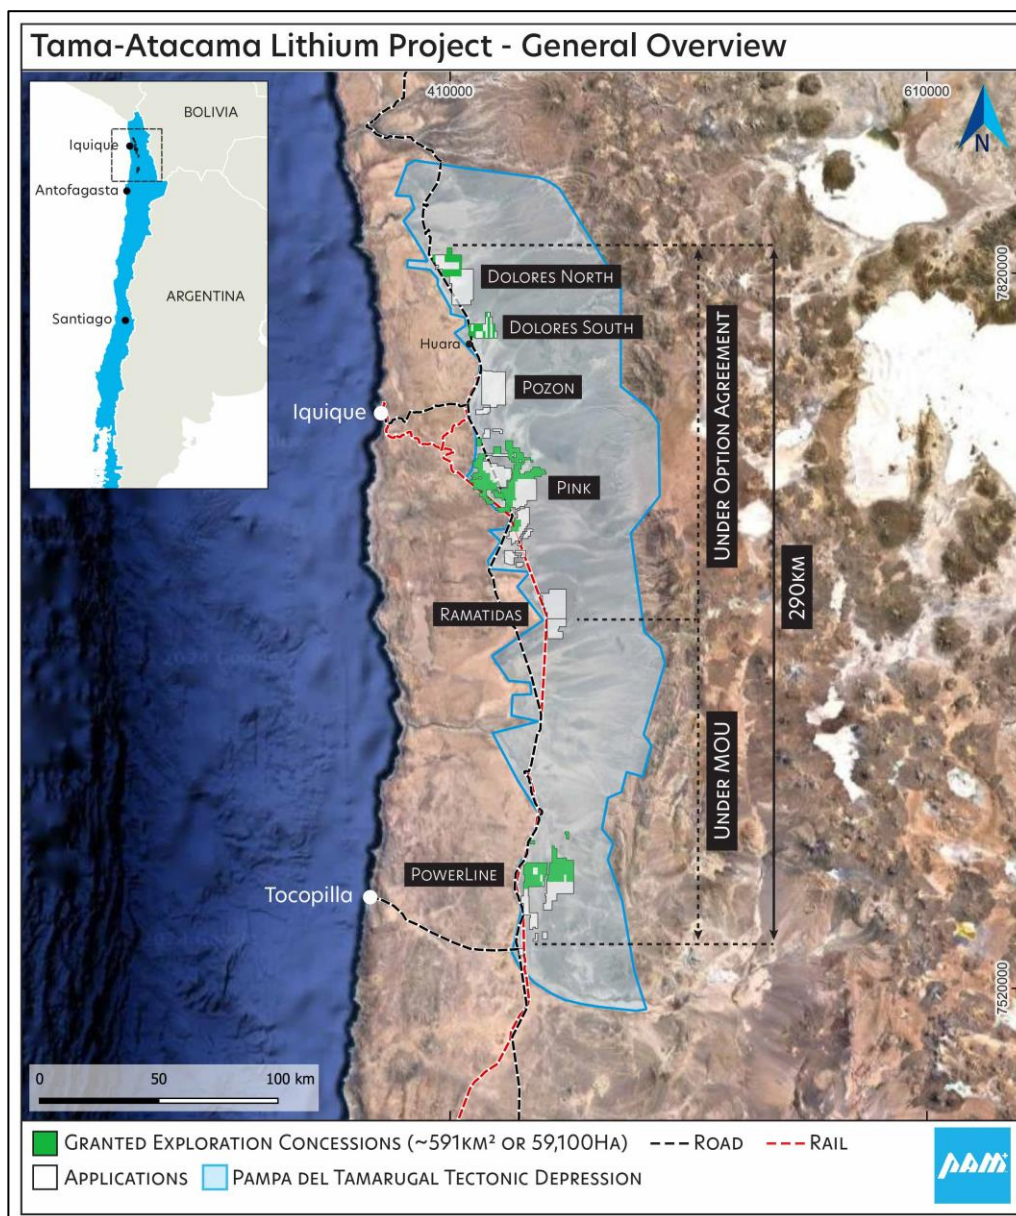 Tama-Atacama Lithium Project - General Overview
410000
610000
N
BOLIVIA
Iquique
Antofagasta
ARGENTINA
Santiago
7820000
Dolores North
Dolores South
Huara
Pozon
Iquique
Under Option Agreement
Pink
290km
Ramatidas
Under MOU
PowerLine
Tocopilla
7520000
0 50 100 km
Granted Exploration Concessions (~591km² or 59,100Ha)
Road
Rail
Applications
Pampa del Tamarugal Tectonic Depression
PAM+